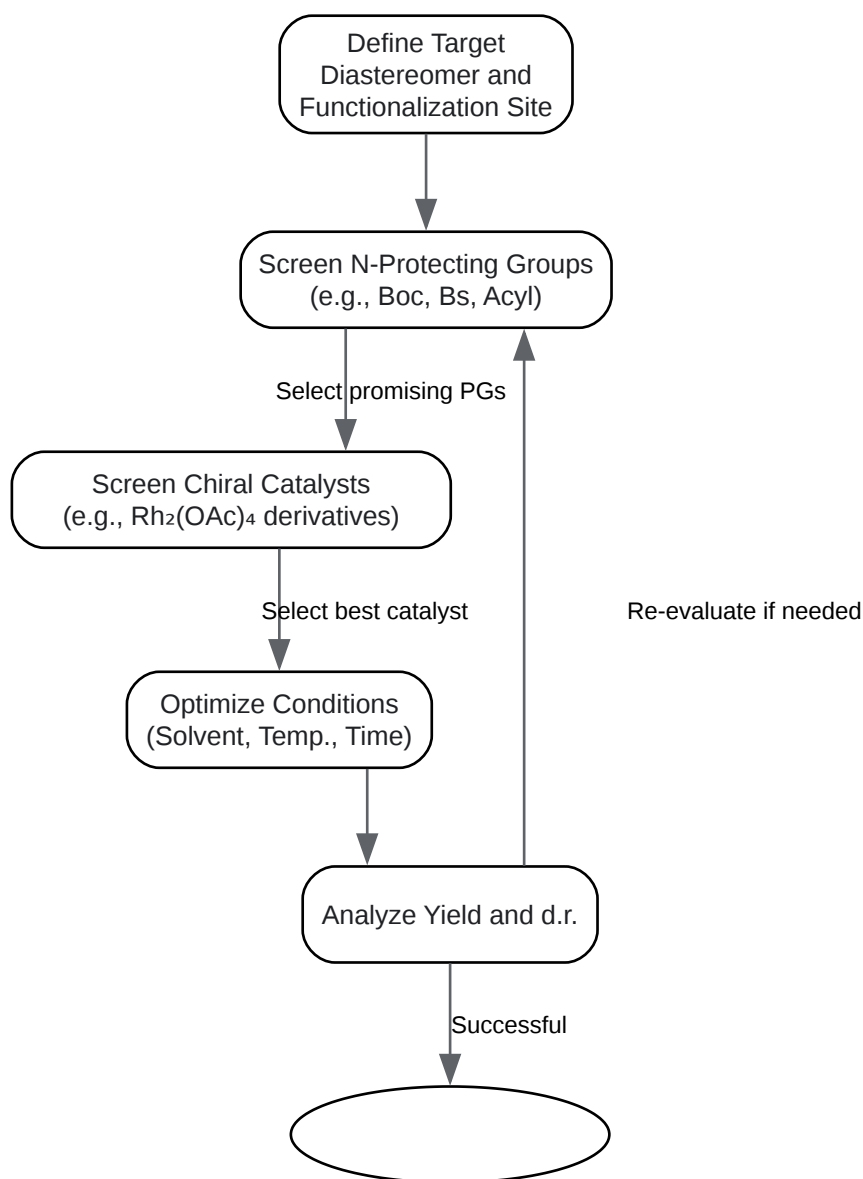 Define Target
Diastereomer and
Functionalization Site
Screen N-Protecting Groups
(e.g., Boc, Bs, Acyl)
Select promising PGs
Screen Chiral Catalysts
(e.g., Rh₂(OAc)₄ derivatives)
Select best catalyst
Re-evaluate if needed
Optimize Conditions
(Solvent, Temp., Time)
Analyze Yield and d.r.
Successful